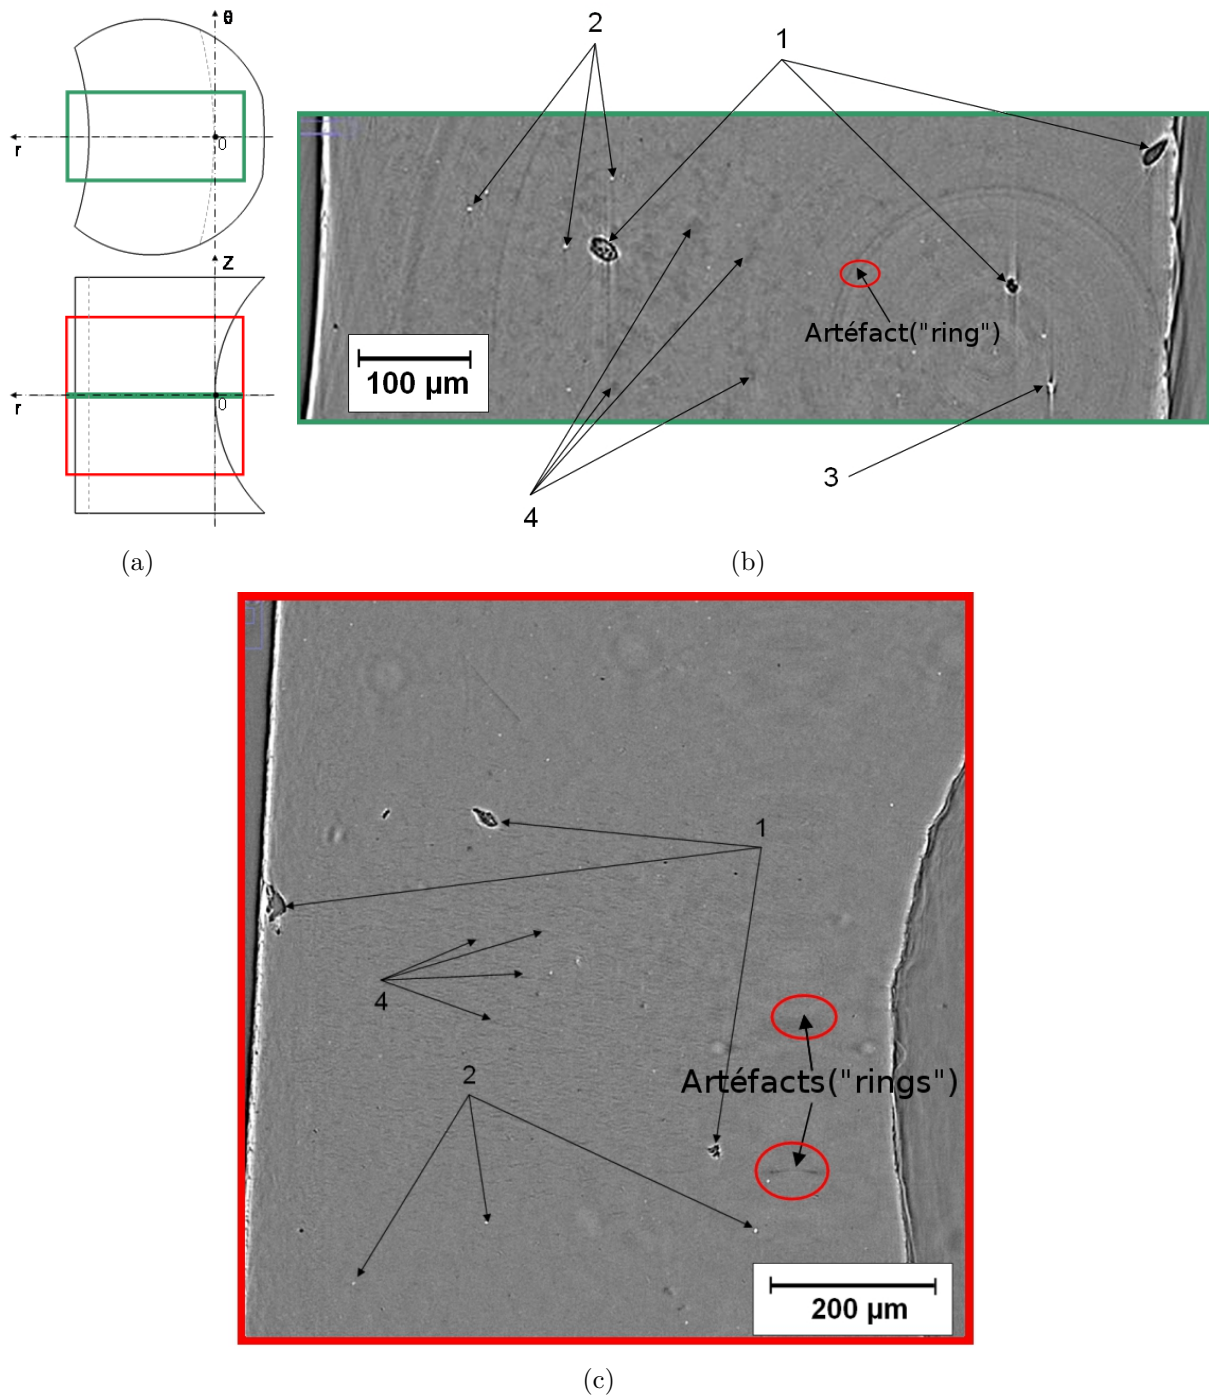 θ
r
0
Z
r
0
(a)
2
1
Artéfact("ring")
100 µm
3
4
(b)
1
4
2
Artéfacts("rings")
200 µm
(c)